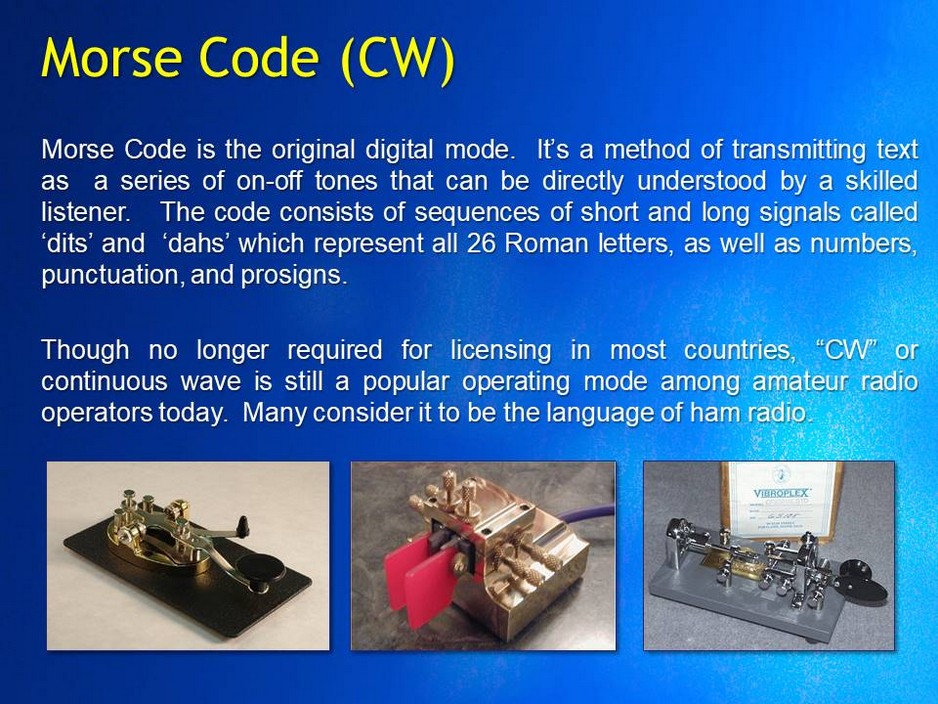 Morse Code (CW)
Morse Code is the original digital mode. It’s a method of transmitting text
as a series of on-off tones that can be directly understood by a skilled
listener. The code consists of sequences of short and long signals called
‘dits’ and ‘dahs’ which represent all 26 Roman letters, as well as numbers,
punctuation, and prosigns.
Though no longer required for licensing in most countries, “CW” or
continuous wave is still a popular operating mode among amateur radio
operators today. Many consider it to be the language of ham radio.
VIBROPLEX